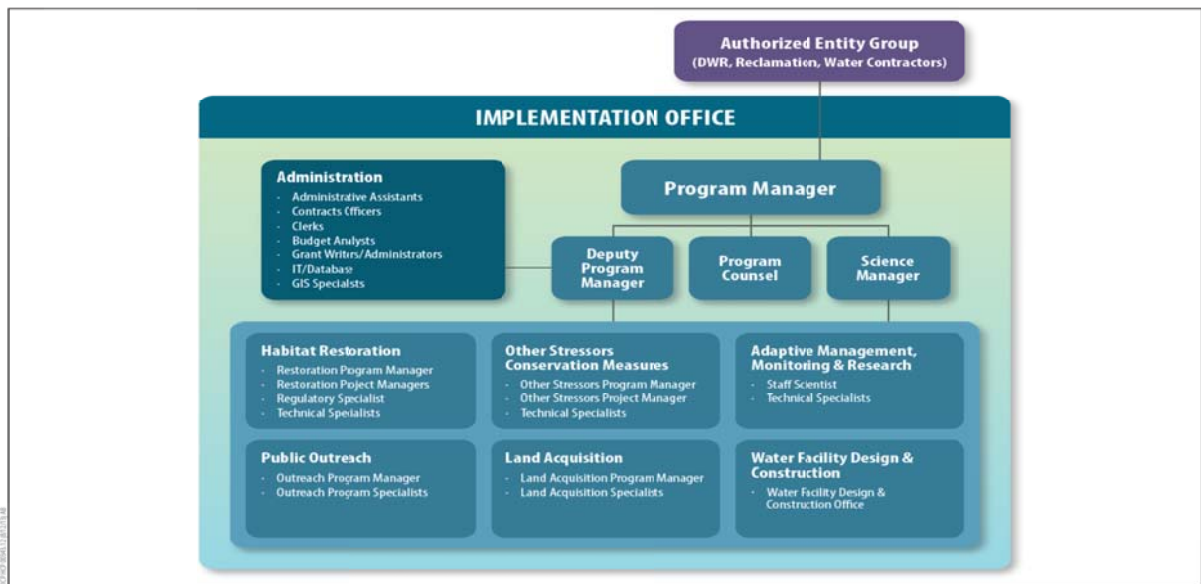 Authorized Entity Group
(DWR, Reclamation, Water Contractors)
IMPLEMENTATION OFFICE
Administration
- Administrative Assistants
- Contracts Officers
- Clerks
- Budget Analysts
- Grant Writers/Administrators
- IT/Database
- GIS Specialists
Program Manager
Deputy
Program
Manager
Program
Counsel
Science
Manager
Habitat Restoration
- Restoration Program Manager
- Restoration Project Managers
- Regulatory Specialist
- Technical Specialists
Other Stressors
Conservation Measures
- Other Stressors Program Manager
- Other Stressors Project Manager
- Technical Specialists
Adaptive Management,
Monitoring & Research
- Staff Scientist
- Technical Specialists
Public Outreach
- Outreach Program Manager
- Outreach Program Specialists
Land Acquisition
- Land Acquisition Program Manager
- Land Acquisition Specialists
Water Facility Design &
Construction
- Water Facility Design &
Construction Office